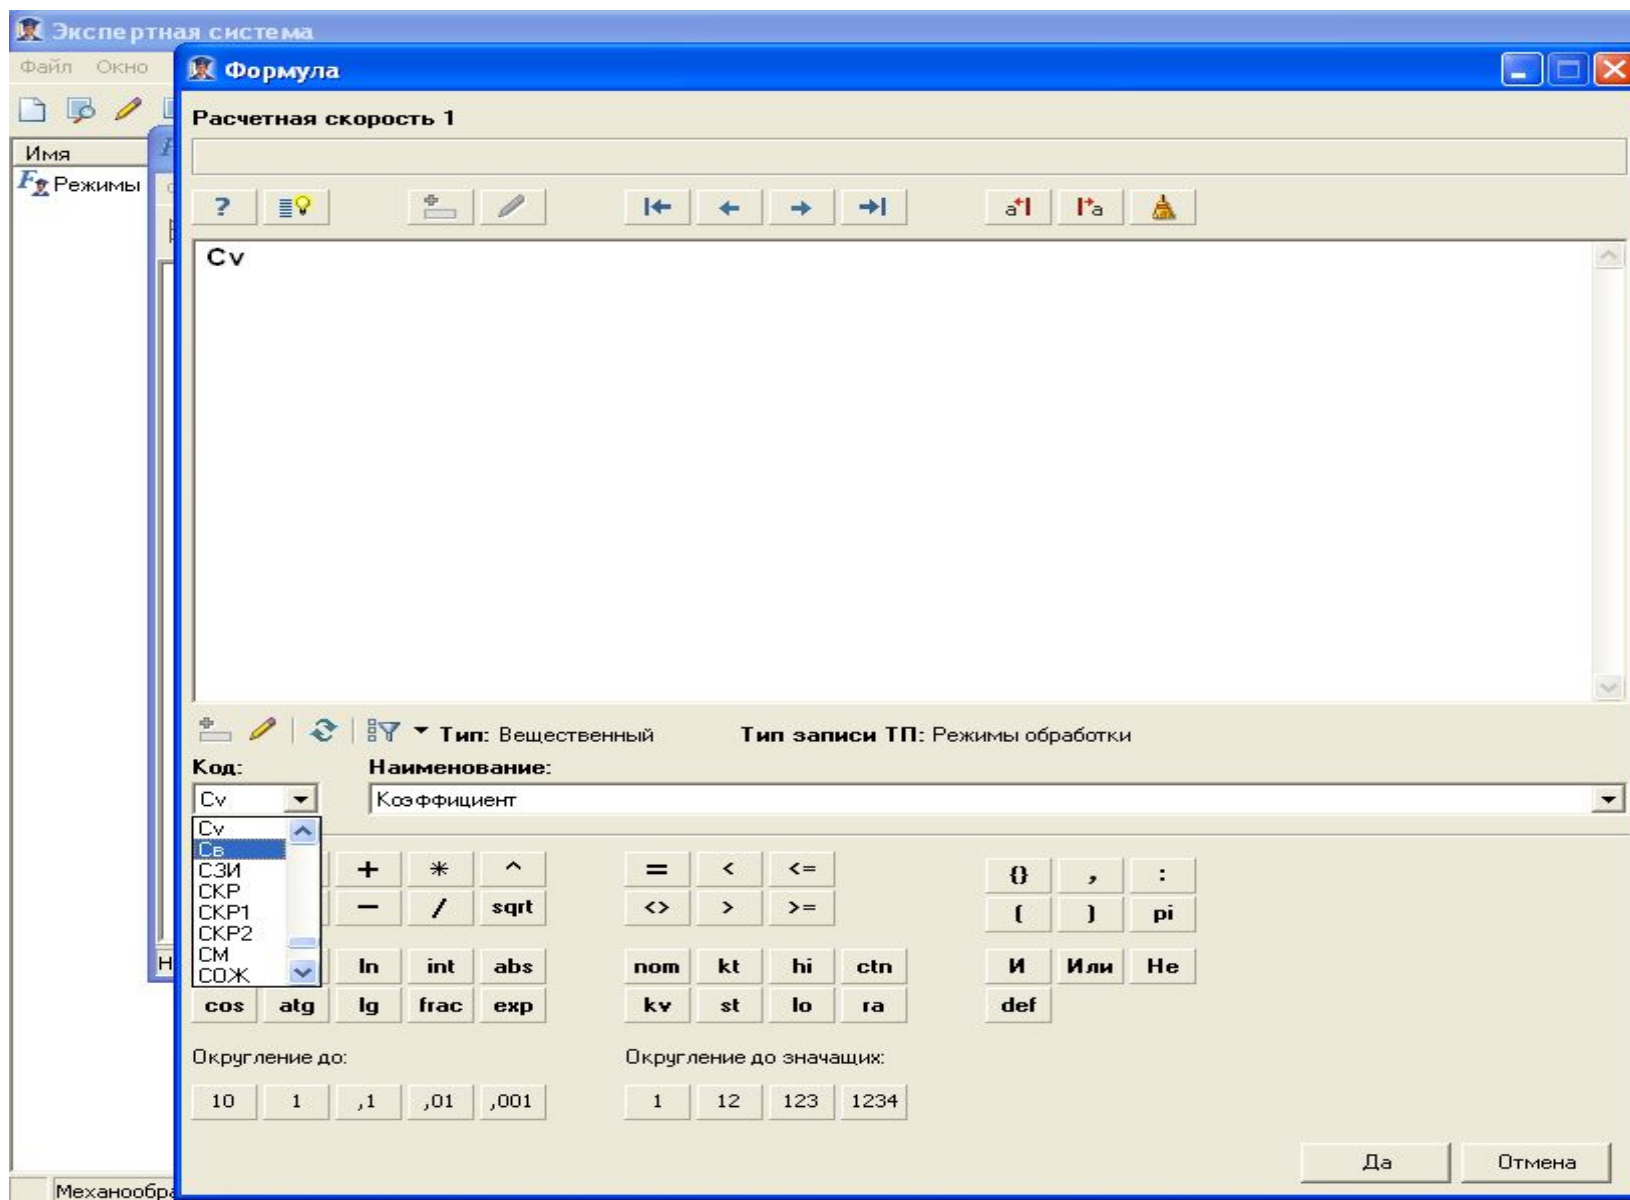 Экспертная система
Файл Окно
Формула
Расчетная скорость 1
Имя
Режимы
? a a
Cv
Тип: Вещественный Тип записи ТП: Режимы обработки
Код: Наименование:
Cv Коэффициент
Cv
Св
СЗИ
СКР
СКР1
СКР2
СМ
СОЖ
+ * ^ = < <= {} , :
− / sqrt <> > >= ( ) pi
Н
ln int abs nom kt hi ctn И Или Не
cos atg lg frac exp kv st lo ra def
Округление до: Округление до значащих:
10 1 ,1 ,01 ,001 1 12 123 1234
Да Отмена
Механообра